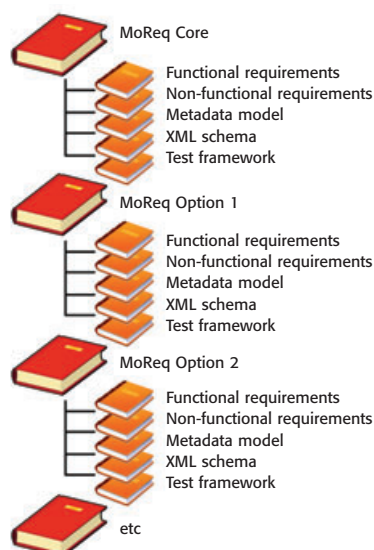 MoReq Core
Functional requirements
Non-functional requirements
Metadata model
XML schema
Test framework
MoReq Option 1
Functional requirements
Non-functional requirements
Metadata model
XML schema
Test framework
MoReq Option 2
Functional requirements
Non-functional requirements
Metadata model
XML schema
Test framework
etc